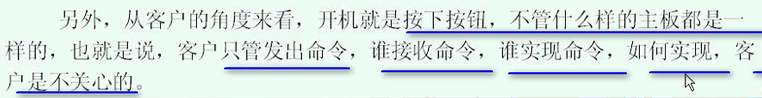 另外，从客户的角度来看，开机就是按下按钮，不管什么样的主板都是一
样的，也就是说，客户只管发出命令，谁接收命令，谁实现命令，如何实现，客
户是不关心的。